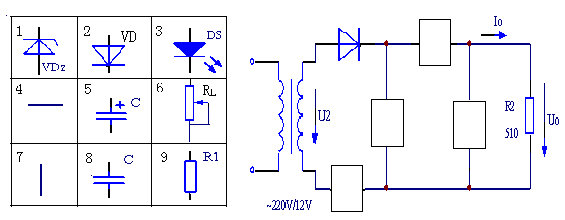 1 2 3
VDz VD DS
4 5 6
+ C RL
7 8 9
C R1
Io
U2
R2
510
Uo
~220V/12V